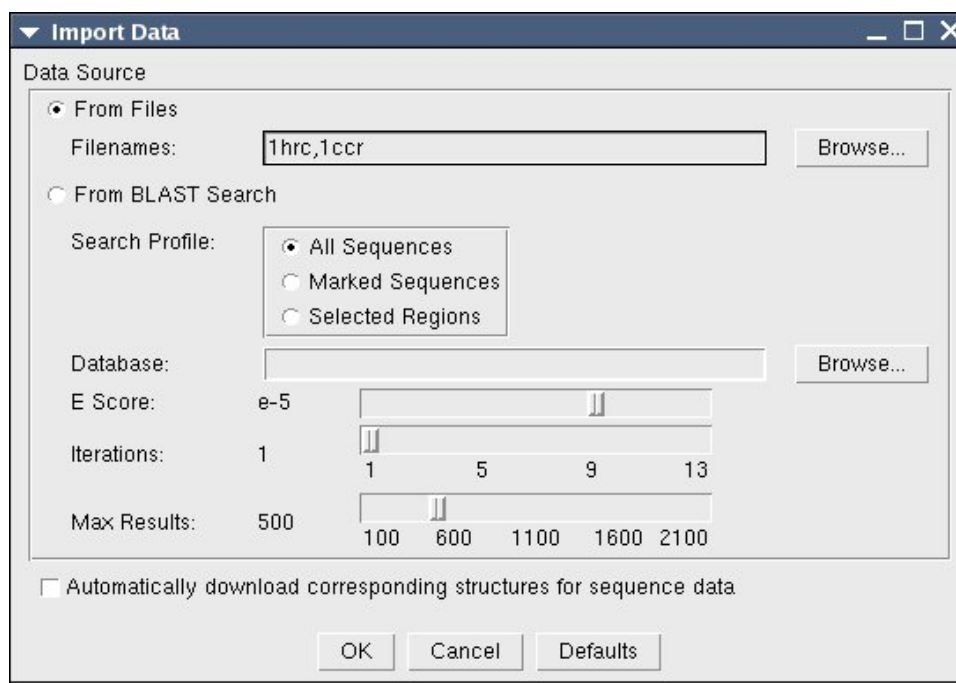 Import Data
Data Source
From Files
Filenames: 1hrc,1ccr Browse...
From BLAST Search
Search Profile: All Sequences
Marked Sequences
Selected Regions
Database: Browse...
E Score: e-5
Iterations: 1
1 5 9 13
Max Results: 500
100 600 1100 1600 2100
Automatically download corresponding structures for sequence data
OK Cancel Defaults